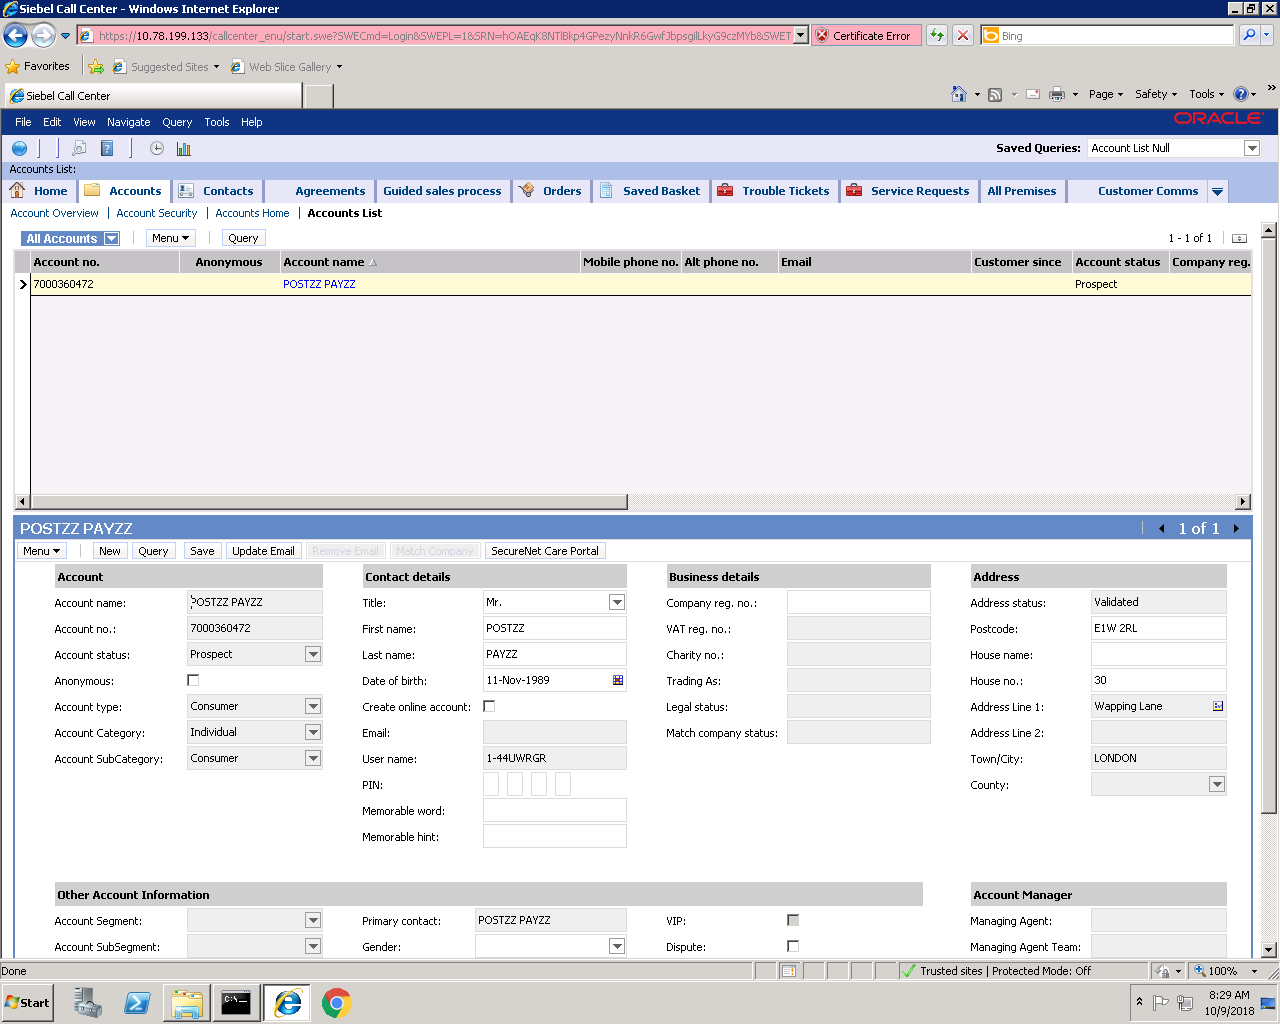 Siebel Call Center - Windows Internet Explorer
https://10.78.199.133/callcenter_enu/start.swe?SWECmd=Login&SWEPL=1&SRN=
Certificate Error
Bing
Favorites
Suggested Sites
Web Slice Gallery
Siebel Call Center
Page
Safety
Tools
File Edit View Navigate Query Tools Help
ORACLE
Saved Queries: Account List Null
Accounts List:
Home Accounts Contacts Agreements Guided sales process Orders Saved Basket Trouble Tickets Service Requests All Premises Customer Comms
Account Overview | Account Security | Accounts Home | Accounts List
All Accounts Menu Query 1 - 1 of 1
Account no. Anonymous Account name Mobile phone no. Alt phone no. Email Customer since Account status Company reg.
7000360472 POSTZZ PAYZZ Prospect
POSTZZ PAYZZ 1 of 1
Menu New Query Save Update Email Remove Email Match Company SecureNet Care Portal
Account Contact details Business details Address
Account name: POSTZZ PAYZZ Title: Mr. Company reg. no.: Address status: Validated
Account no.: 7000360472 First name: POSTZZ VAT reg. no.: Postcode: E1W 2RL
Account status: Prospect Last name: PAYZZ Charity no.: House name:
Anonymous: Date of birth: 11-Nov-1989 Trading As: House no.: 30
Account type: Consumer Create online account: Legal status: Address Line 1: Wapping Lane
Account Category: Individual Email: Match company status: Address Line 2:
Account SubCategory: Consumer User name: 1-44UWRGR Town/City: LONDON
PIN: County:
Memorable word:
Memorable hint:
Other Account Information Account Manager
Account Segment: Primary contact: POSTZZ PAYZZ VIP: Managing Agent:
Account SubSegment: Gender: Dispute: Managing Agent Team:
Done Trusted sites | Protected Mode: Off 100%
Start 8:29 AM
10/9/2018